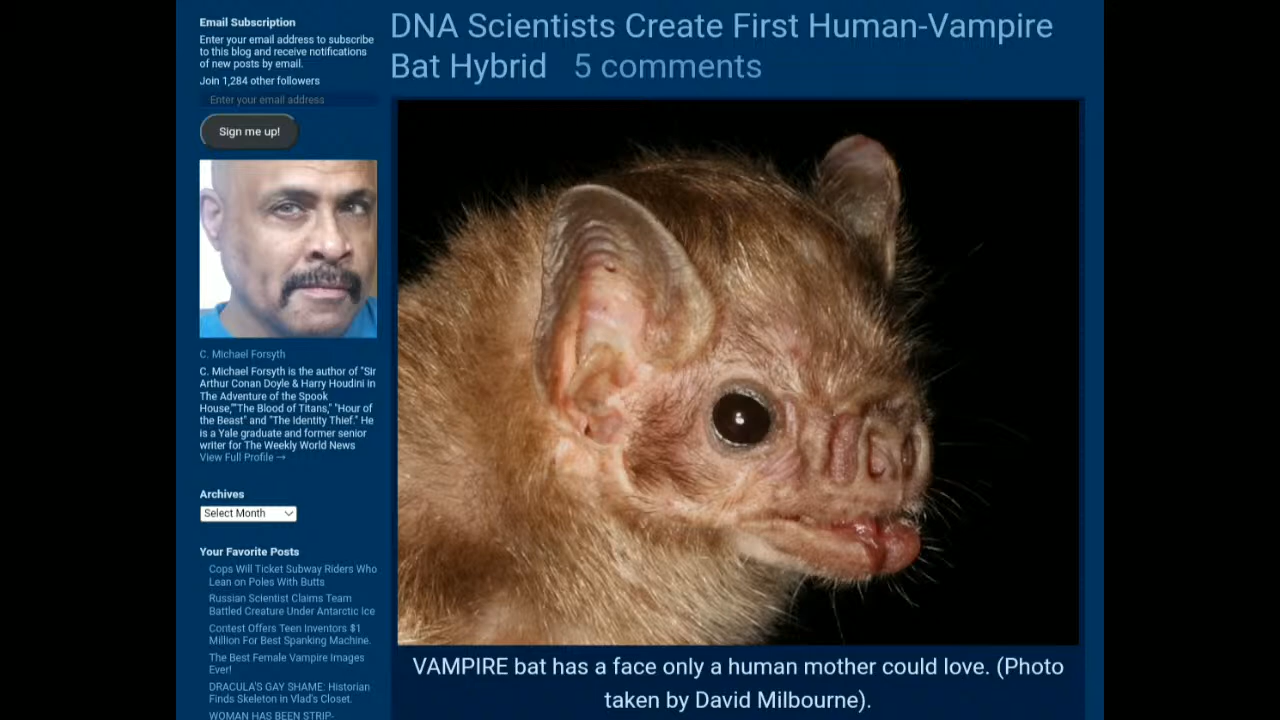 Email Subscription
Enter your email address to subscribe
to this blog and receive notifications
of new posts by email.
Join 1,284 other followers
Enter your email address
Sign me up!
C. Michael Forsyth
C. Michael Forsyth is the author of "Sir
Arthur Conan Doyle & Harry Houdini in
The Adventure of the Spook
House,""The Blood of Titans," "Hour of
the Beast" and "The Identity Thief." He
is a Yale graduate and former senior
writer for The Weekly World News
View Full Profile →
Archives
Select Month
Your Favorite Posts
Cops Will Ticket Subway Riders Who
Lean on Poles With Butts
Russian Scientist Claims Team
Battled Creature Under Antarctic Ice
Contest Offers Teen Inventors $1
Million For Best Spanking Machine.
The Best Female Vampire Images
Ever!
DRACULA'S GAY SHAME: Historian
Finds Skeleton in Vlad's Closet.
WOMAN HAS BEEN STRIP-
DNA Scientists Create First Human-Vampire
Bat Hybrid 5 comments
VAMPIRE bat has a face only a human mother could love. (Photo
taken by David Milbourne).